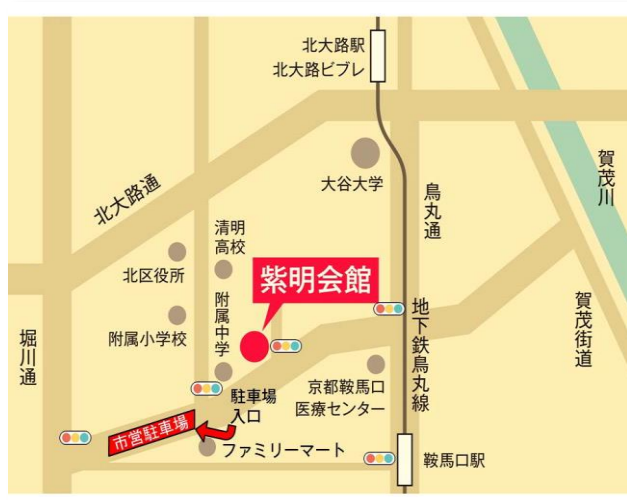 北大路駅
北大路ビブレ
大谷大学
賀茂川
烏丸通
北大路通
清明
高校
北区役所
紫明会館
附属中学
附属小学校
地下鉄烏丸線
賀茂街道
堀川通
京都鞍馬口
医療センター
駐車場
入口
市営駐車場
ファミリーマート
鞍馬口駅